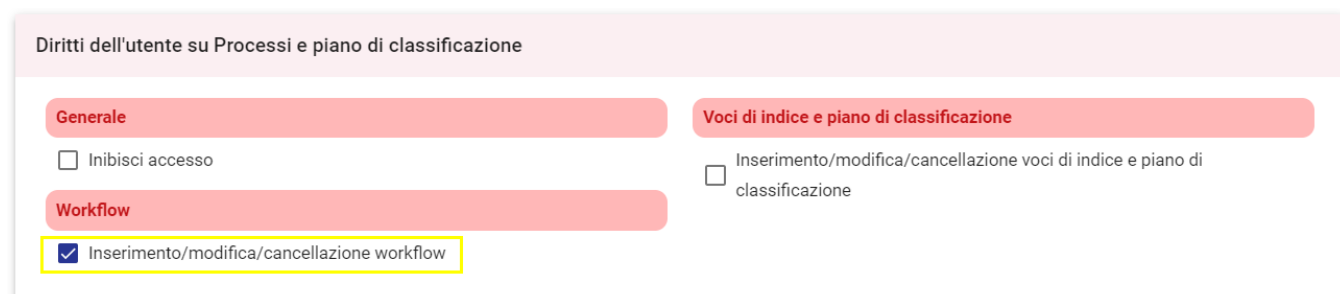 Diritti dell'utente su Processi e piano di classificazione
Generale
Inibisci accesso
Workflow
Inserimento/modifica/cancellazione workflow
Voci di indice e piano di classificazione
Inserimento/modifica/cancellazione voci di indice e piano di
classificazione